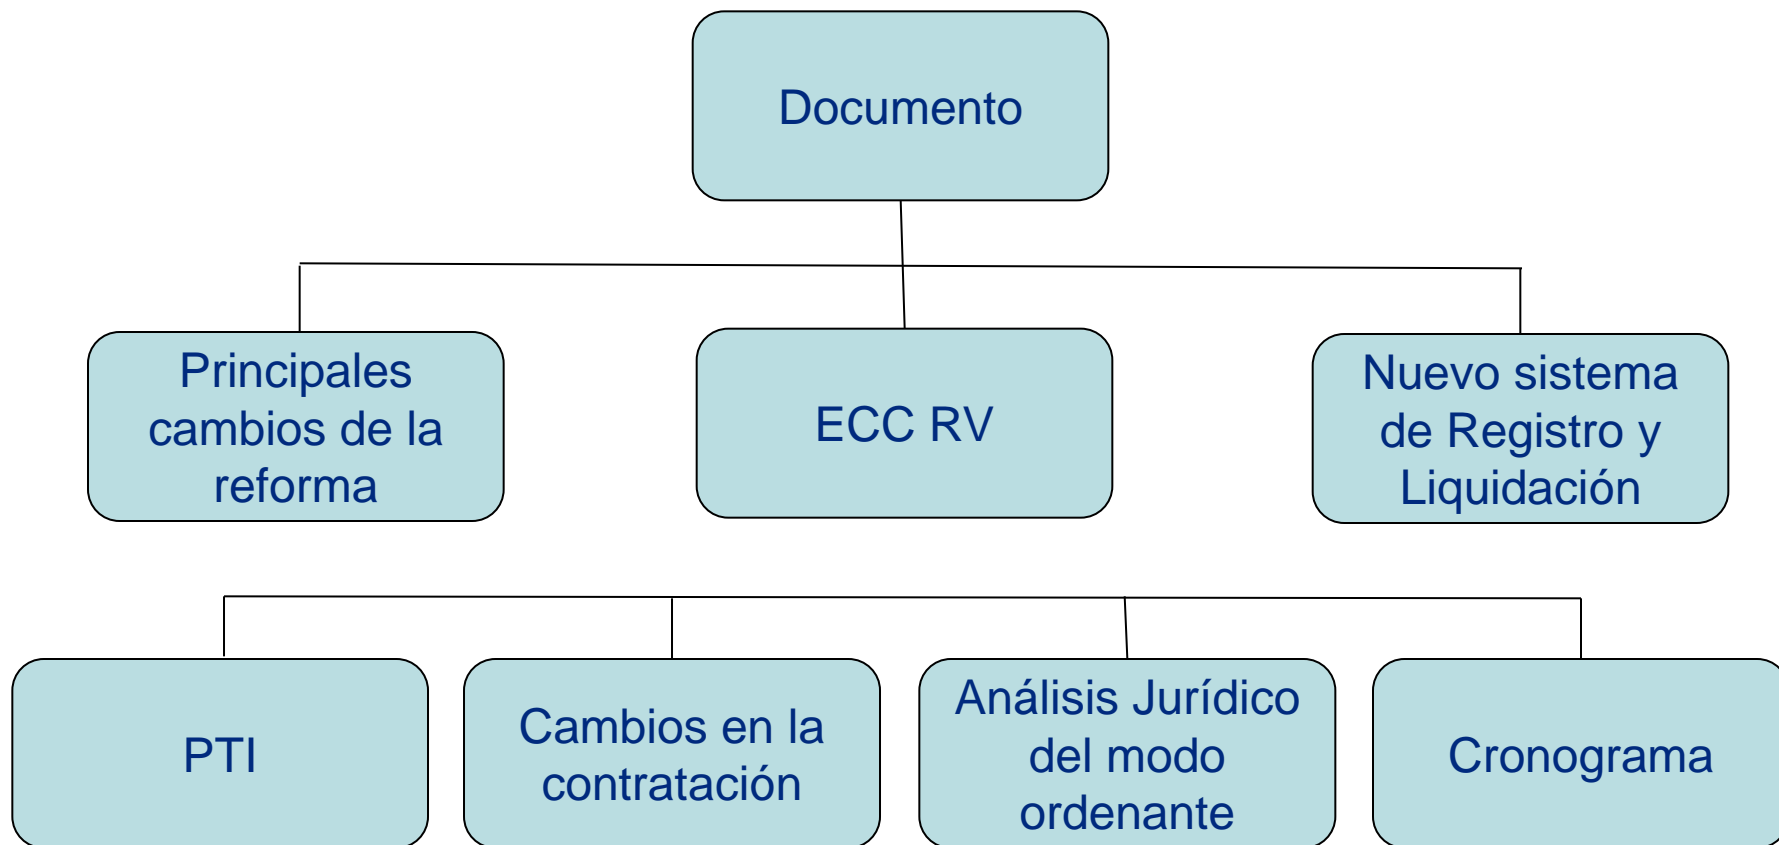 Documento
Principales
cambios de la
reforma
ECC RV
Nuevo sistema
de Registro y
Liquidación
PTI
Cambios en la
contratación
Análisis Jurídico
del modo
ordenante
Cronograma